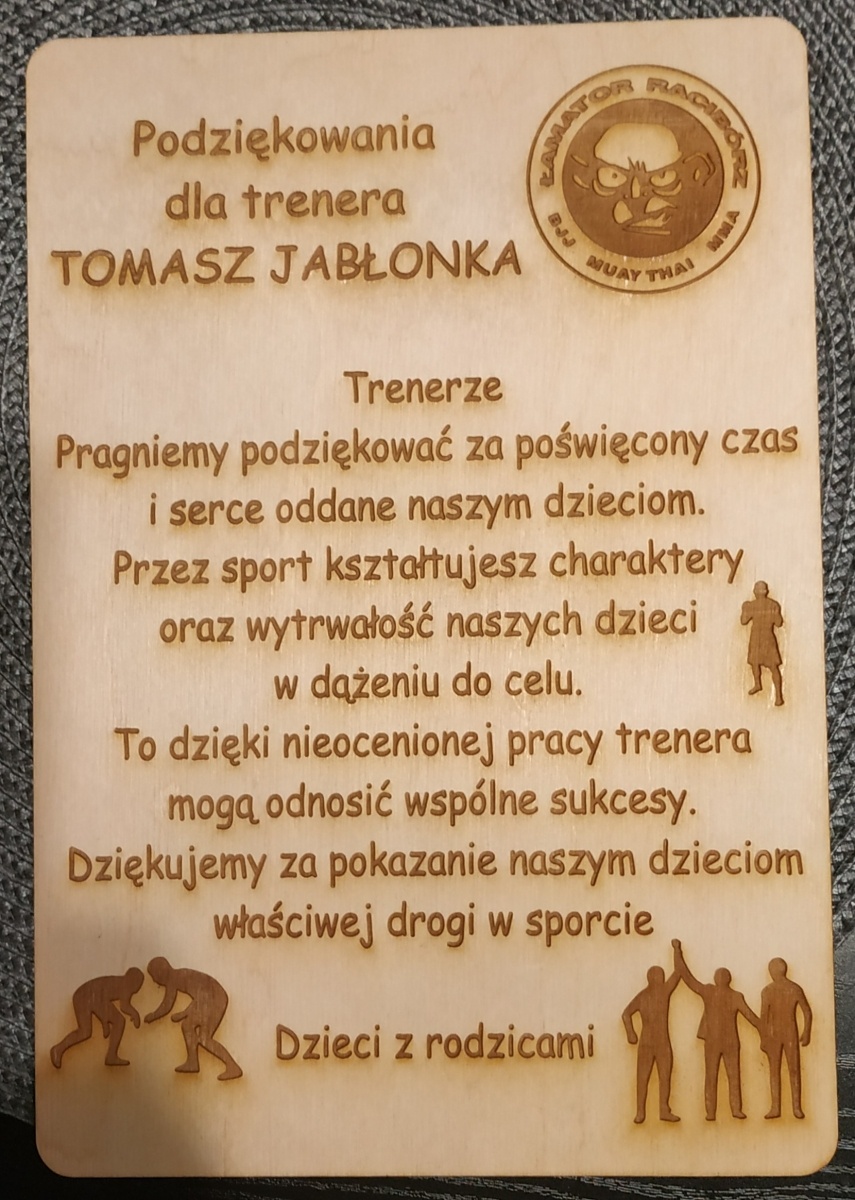 Podziękowania
dla trenera
TOMASZ JABŁONKA
ŁAMATOR RACIBÓRZ
BJJ MUAY THAI MMA
Trenerze
Pragniemy podziękować za poświęcony czas
i serce oddane naszym dzieciom.
Przez sport kształtujesz charaktery
oraz wytrwałość naszych dzieci
w dążeniu do celu.
To dzięki nieocenionej pracy trenera
mogą odnosić wspólne sukcesy.
Dziękujemy za pokazanie naszym dzieciom
właściwej drogi w sporcie
Dzieci z rodzicami